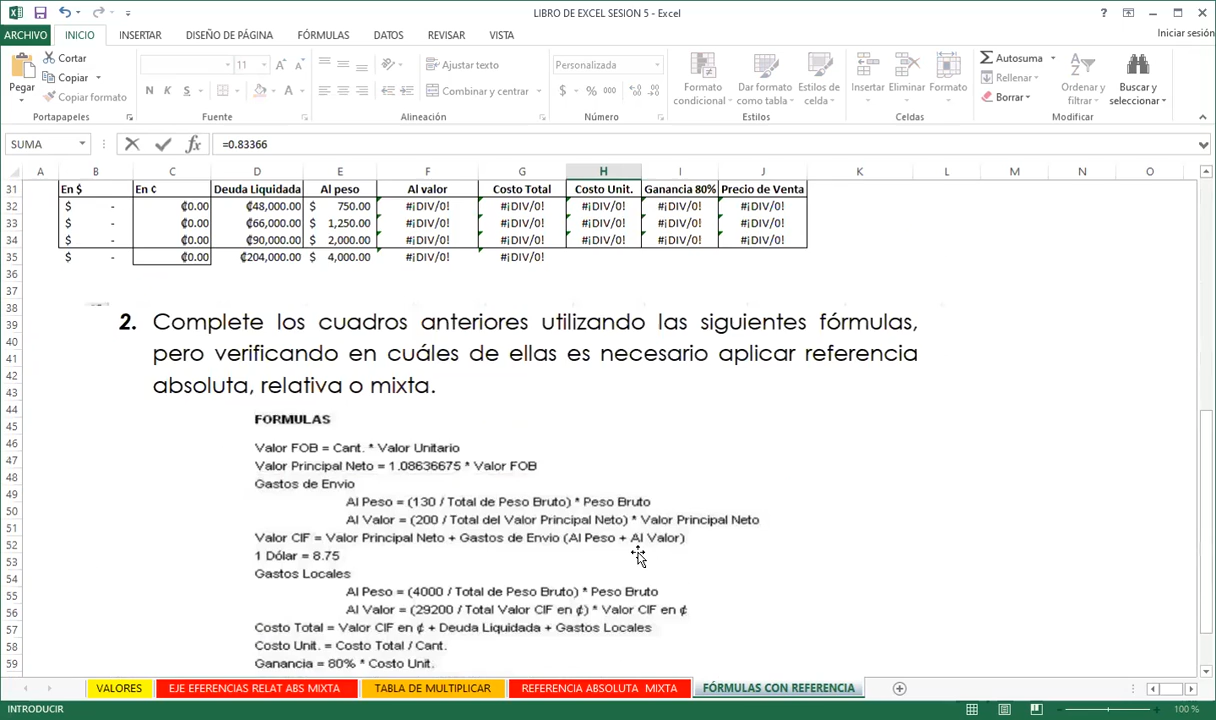 LIBRO DE EXCEL SESION 5 - Excel
ARCHIVO INICIO INSERTAR DISEÑO DE PÁGINA FÓRMULAS DATOS REVISAR VISTA Iniciar sesión
Pegar
Cortar
Copiar
Copiar formato
11
N K S
Ajustar texto
Combinar y centrar
Personalizada
$ % 000
Formato condicional
Dar formato como tabla
Estilos de celda
Insertar Eliminar Formato
Autosuma
Rellenar
Borrar
Ordenar y filtrar
Buscar y seleccionar
Portapapeles Fuente Alineación Número Estilos Celdas Modificar
SUMA fx =0.83366
A B C D E F G H I J K L M N O
31 En $ En ¢ Deuda Liquidada Al peso Al valor Costo Total Costo Unit. Ganancia 80% Precio de Venta
32 $ - ₡0.00 ₡48,000.00 $ 750.00 #¡DIV/0! #¡DIV/0! #¡DIV/0! #¡DIV/0! #¡DIV/0!
33 $ - ₡0.00 ₡66,000.00 $ 1,250.00 #¡DIV/0! #¡DIV/0! #¡DIV/0! #¡DIV/0! #¡DIV/0!
34 $ - ₡0.00 ₡90,000.00 $ 2,000.00 #¡DIV/0! #¡DIV/0! #¡DIV/0! #¡DIV/0! #¡DIV/0!
35 $ - ₡0.00 ₡204,000.00 $ 4,000.00 #¡DIV/0! #¡DIV/0!
36
37
38
39
40
41
42
43
44
45
46
47
48
49
50
51
52
53
54
55
56
57
58
59
2. Complete los cuadros anteriores utilizando las siguientes fórmulas,
pero verificando en cuáles de ellas es necesario aplicar referencia
absoluta, relativa o mixta.
FORMULAS
Valor FOB = Cant. * Valor Unitario
Valor Principal Neto = 1.08636675 * Valor FOB
Gastos de Envio
Al Peso = (130 / Total de Peso Bruto) * Peso Bruto
Al Valor = (200 / Total del Valor Principal Neto) * Valor Principal Neto
Valor CIF = Valor Principal Neto + Gastos de Envio (Al Peso + Al Valor)
1 Dólar = 8.75
Gastos Locales
Al Peso = (4000 / Total de Peso Bruto) * Peso Bruto
Al Valor = (29200 / Total Valor CIF en ¢) * Valor CIF en ¢
Costo Total = Valor CIF en ¢ + Deuda Liquidada + Gastos Locales
Costo Unit. = Costo Total / Cant.
Ganancia = 80% * Costo Unit.
VALORES EJE EFERENCIAS RELAT ABS MIXTA TABLA DE MULTIPLICAR REFERENCIA ABSOLUTA MIXTA FÓRMULAS CON REFERENCIA
INTRODUCIR 100 %